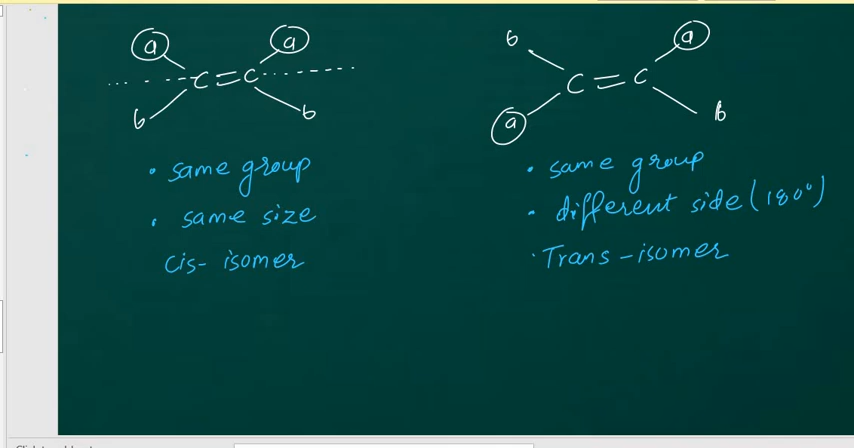 a a
C = C
b b
b a
C = C
a b
• same group
• same size
cis- isomer
• same group
• different side (180°)
• Trans - isomer